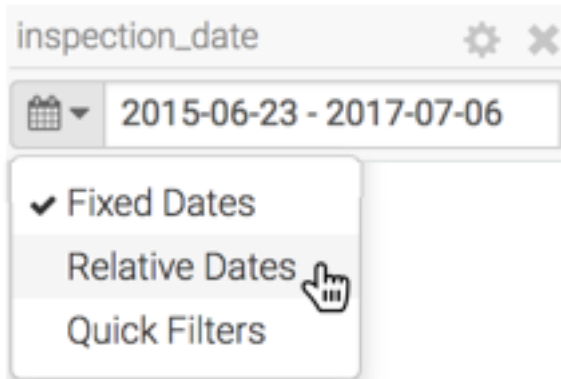 inspection_date
2015-06-23 - 2017-07-06
Fixed Dates
Relative Dates
Quick Filters